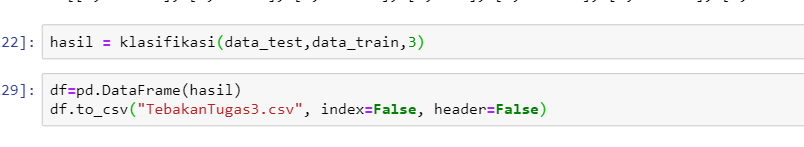 22]: hasil = klasifikasi(data_test,data_train,3)
29]: df=pd.DataFrame(hasil)
df.to_csv("TebakanTugas3.csv", index=False, header=False)